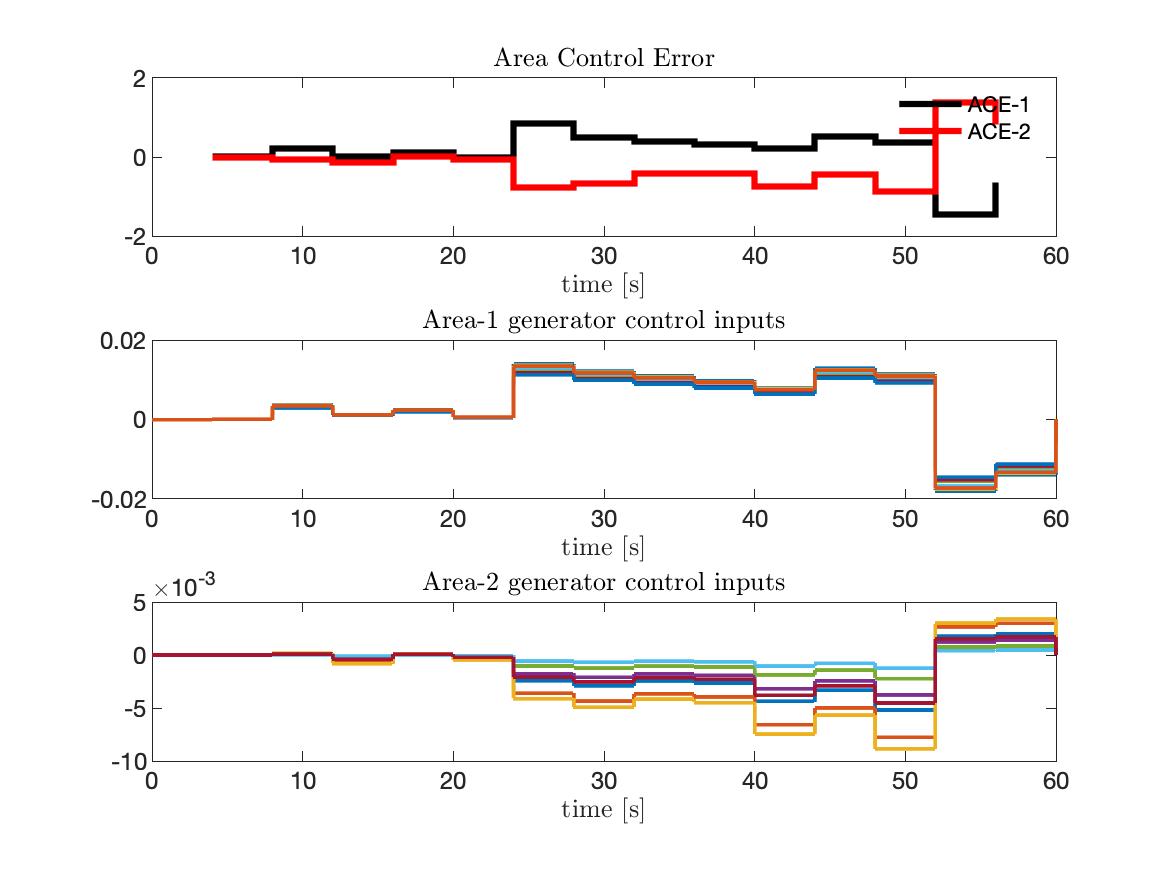 Area Control Error
2
0
-2
ACE-1
ACE-2
0 10 20 30 40 50 60
time [s]
Area-1 generator control inputs
0.02
0
-0.02
0 10 20 30 40 50 60
time [s]
Area-2 generator control inputs
×10⁻³
5
0
-5
-10
0 10 20 30 40 50 60
time [s]